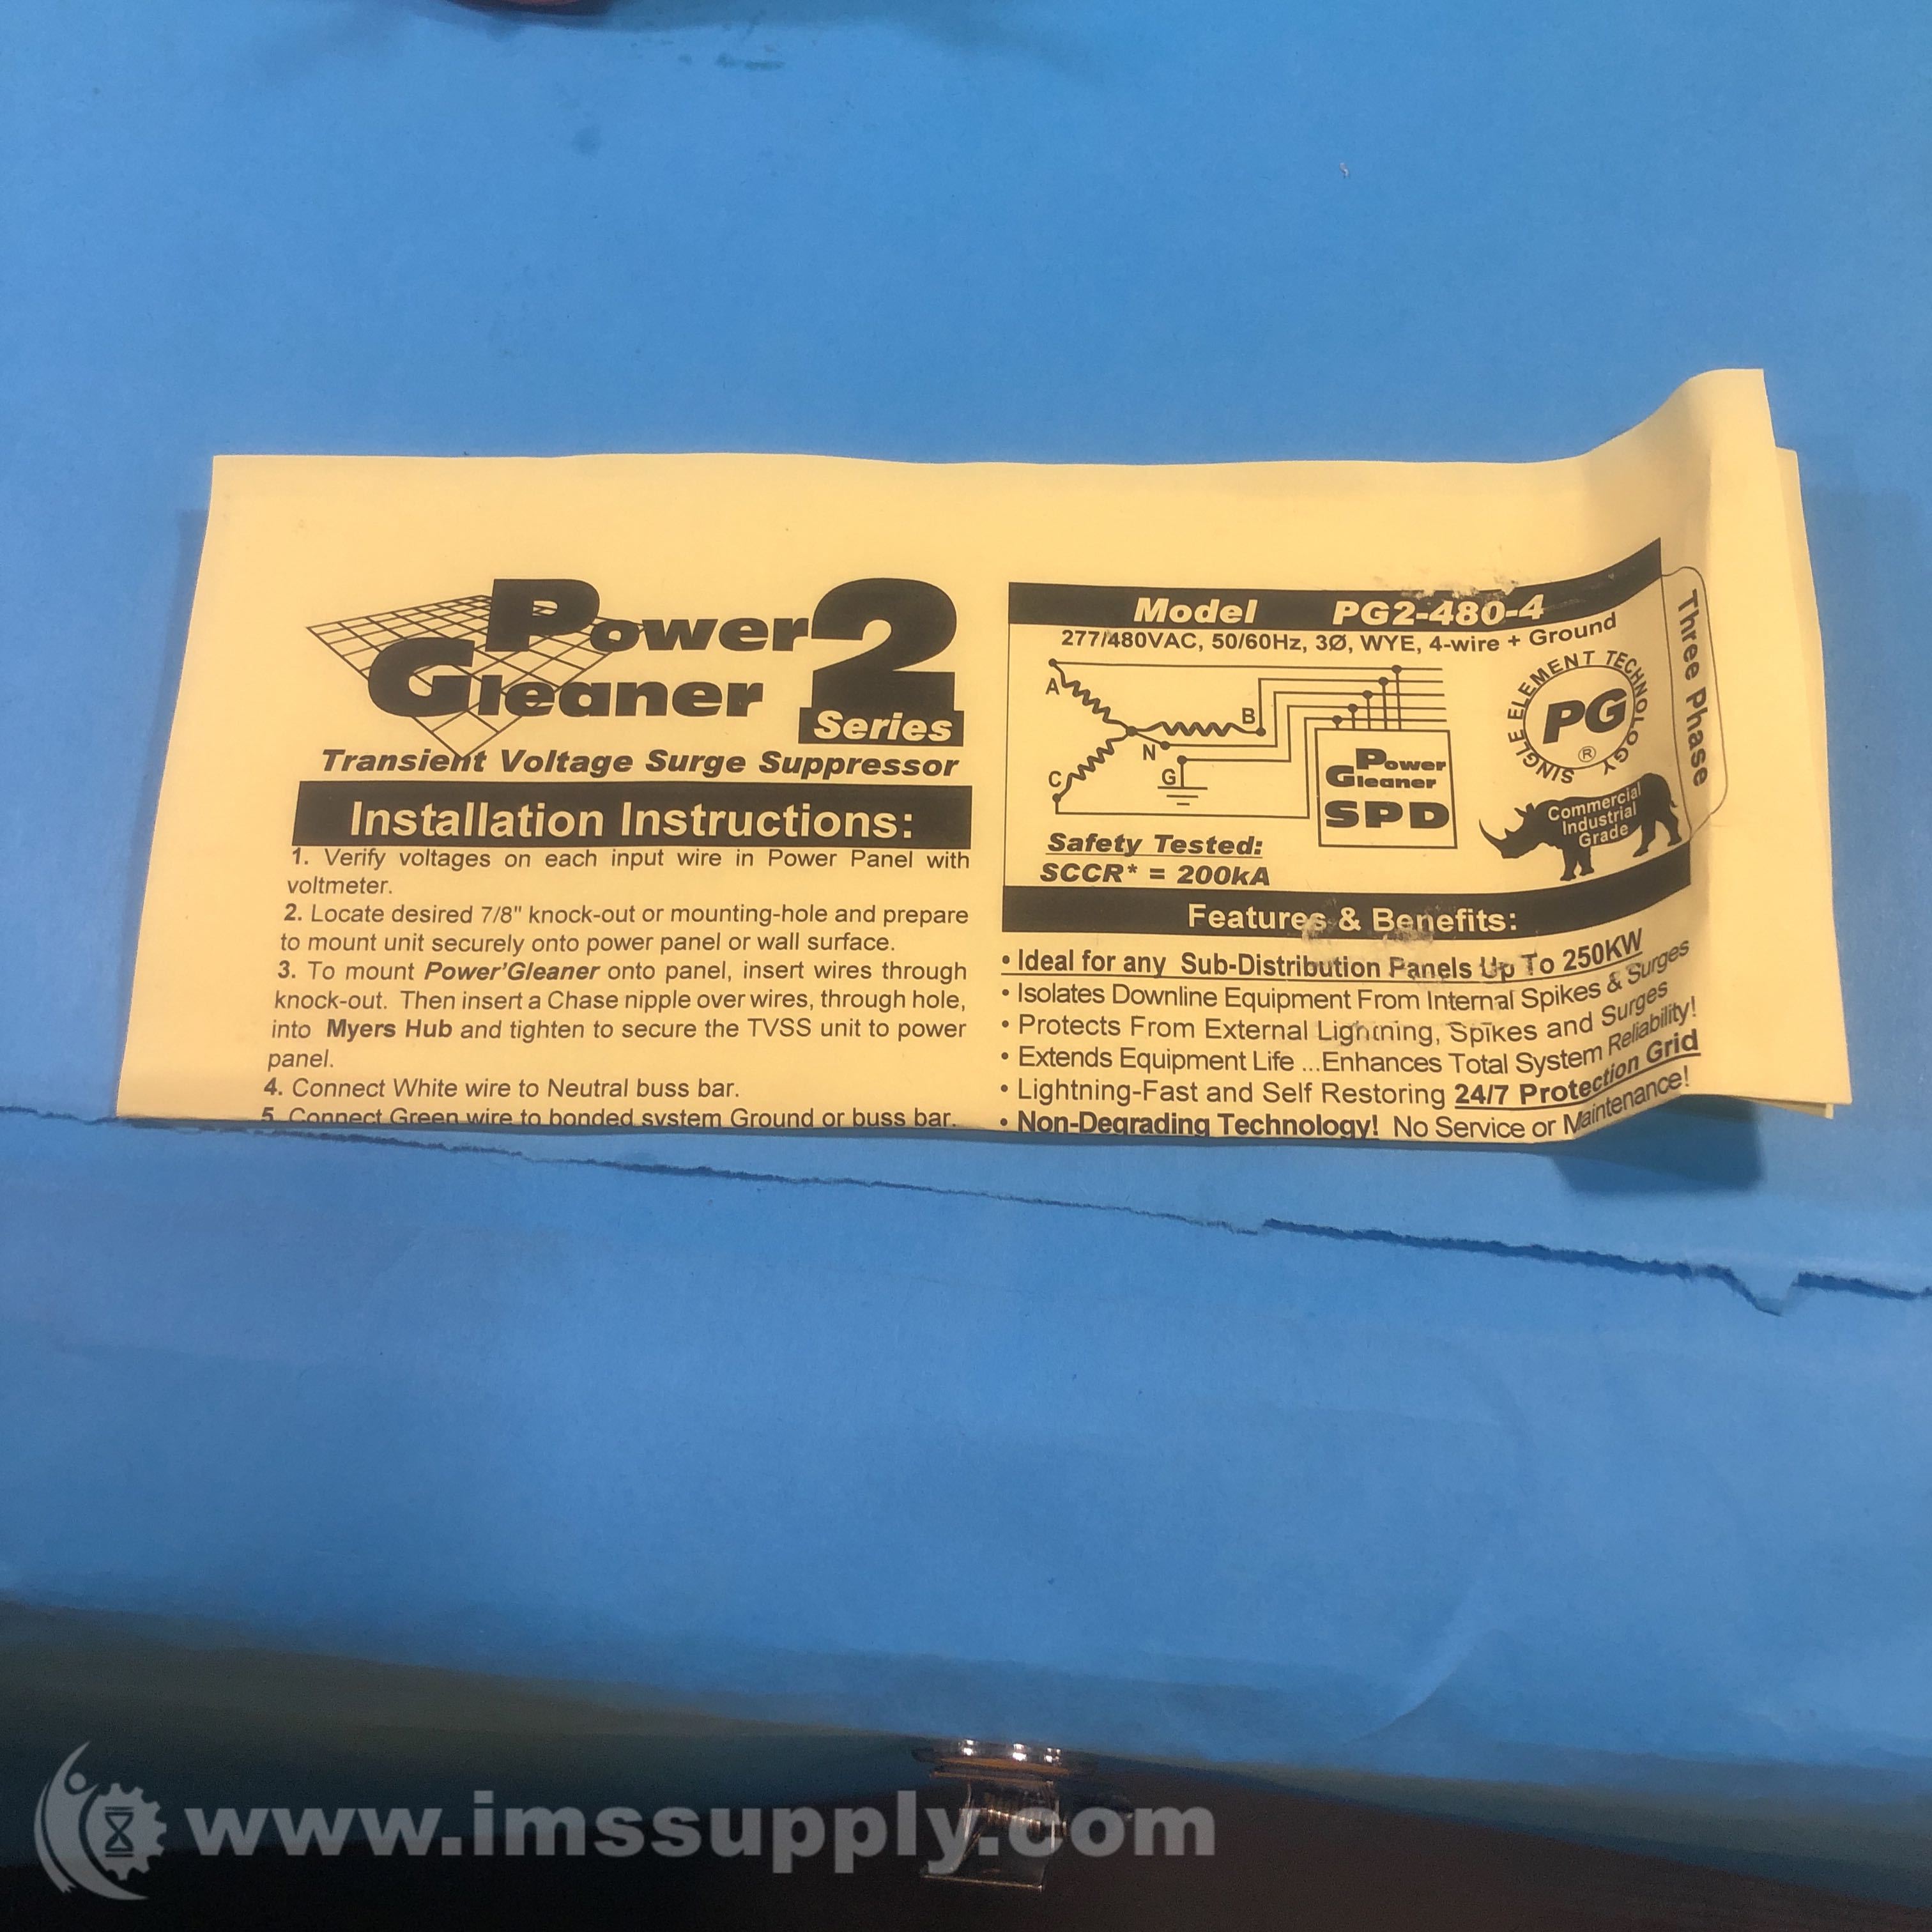 Power
Gleaner
2
Series
Transient Voltage Surge Suppressor
Installation Instructions:
1. Verify voltages on each input wire in Power Panel with
voltmeter.
2. Locate desired 7/8" knock-out or mounting-hole and prepare
to mount unit securely onto power panel or wall surface.
3. To mount Power'Gleaner onto panel, insert wires through
knock-out. Then insert a Chase nipple over wires, through hole,
into Myers Hub and tighten to secure the TVSS unit to power
panel.
4. Connect White wire to Neutral buss bar.
5. Connect Green wire to bonded system Ground or buss bar.
Model PG2-480-4
277/480VAC, 50/60Hz, 3Ø, WYE, 4-wire + Ground
A
B
N
C
G
Power
Gleaner
SPD
SINGLE ELEMENT TECHNOLOGY
PG
®
Commercial
Industrial
Grade
Three Phase
Safety Tested:
SCCR* = 200kA
Features & Benefits:
• Ideal for any Sub-Distribution Panels Up To 250KW
• Isolates Downline Equipment From Internal Spikes & Surges
• Protects From External Lightning, Spikes and Surges
• Extends Equipment Life ...Enhances Total System Reliability!
• Lightning-Fast and Self Restoring 24/7 Protection Grid
• Non-Degrading Technology! No Service or Maintenance!
www.imssupply.com